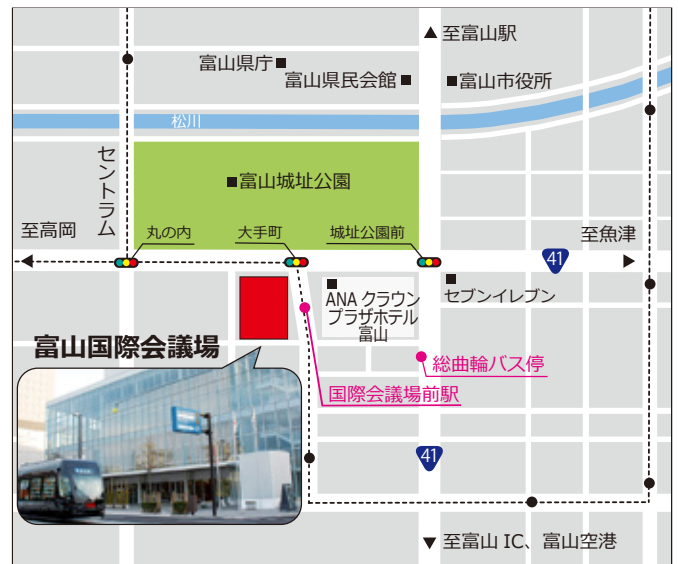 至富山駅
富山県庁
富山県民会館
富山市役所
松川
セントラム
富山城址公園
至高岡
丸の内
大手町
城址公園前
41
至魚津
ANA クラウン
プラザホテル
富山
セブンイレブン
富山国際会議場
総曲輪バス停
国際会議場前駅
41
至富山 IC、富山空港